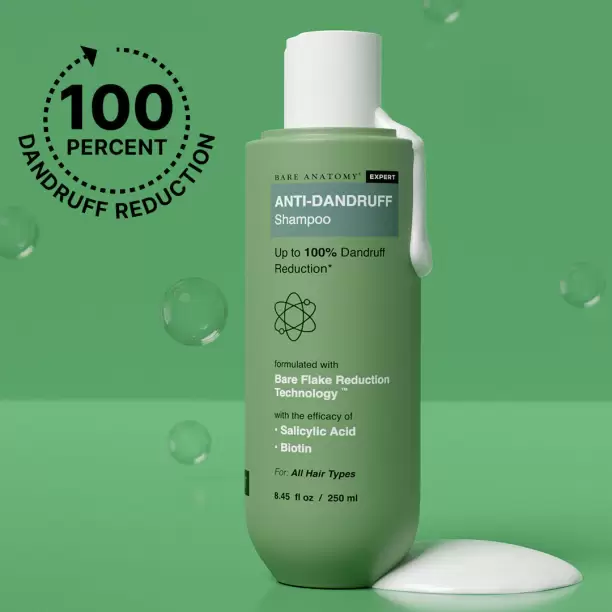 100
PERCENT
DANDRUFF REDUCTION
BARE ANATOMY® EXPERT
ANTI-DANDRUFF
Shampoo
Up to 100% Dandruff
Reduction*
formulated with
Bare Flake Reduction
Technology™
with the efficacy of
· Salicylic Acid
· Biotin
For: All Hair Types
8.45 fl oz / 250 ml